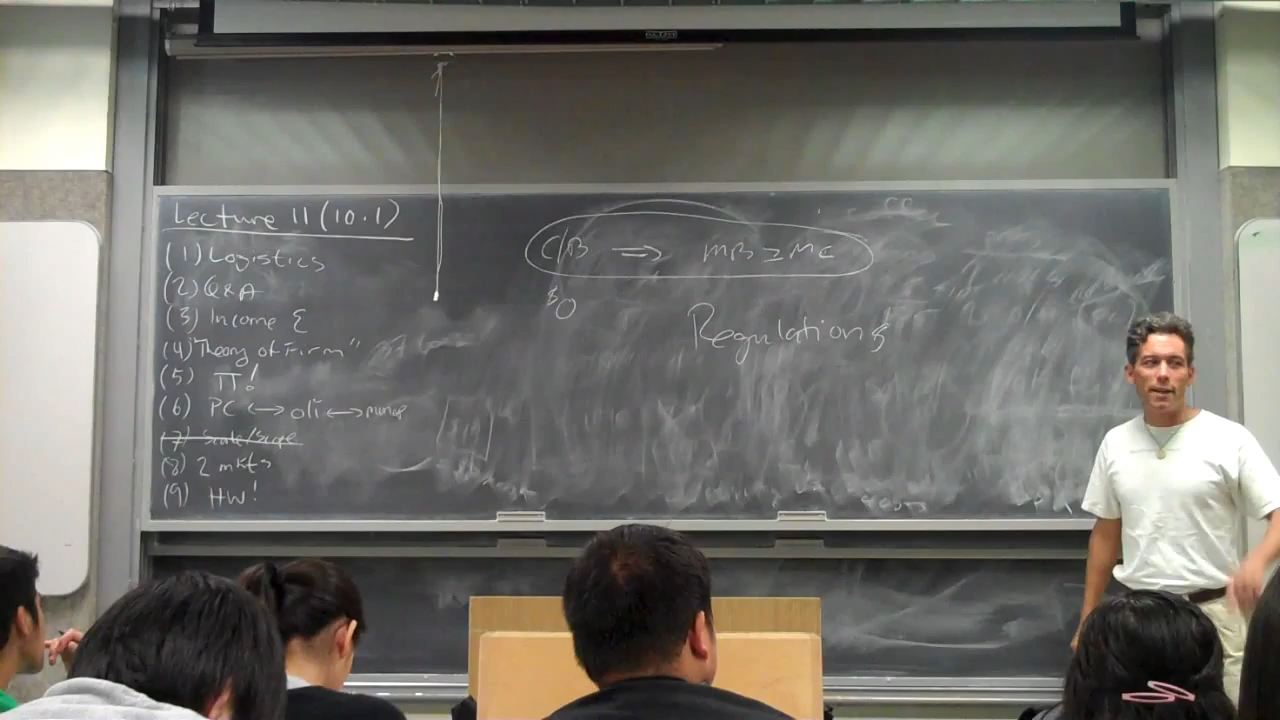 Lecture 11 (10.1)
(1) Logistics
(2) Q&A
(3) Income Σ
(4) "Theory of Firm"
(5) π!
(6) PC ↔ oli ↔ monop
(7) Scale/Scope
(8) 2 mkts
(9) HW!
C/B ⇒ MB ≥ MC
$0
Regulations